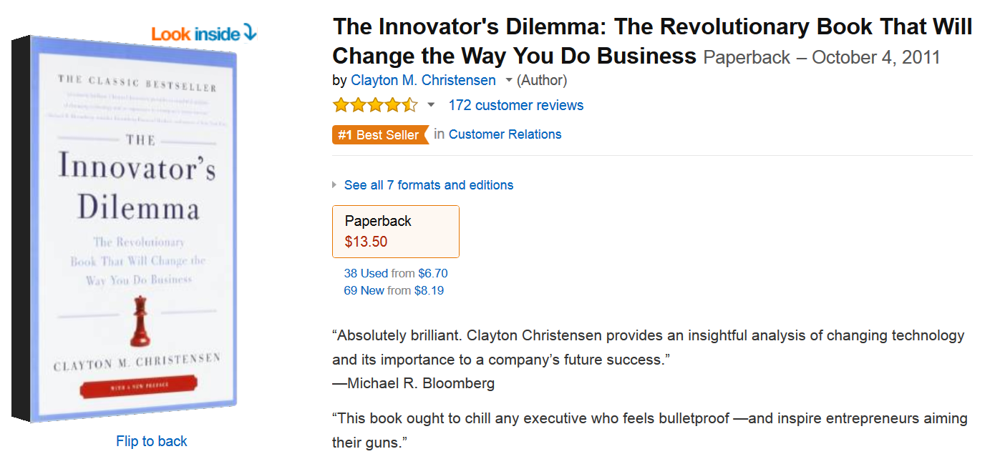 Look inside
THE CLASSIC BESTSELLER
THE
Innovator's
Dilemma
The Revolutionary
Book That Will Change the
Way You Do Business
CLAYTON M. CHRISTENSEN
WITH A NEW PREFACE
Flip to back
The Innovator's Dilemma: The Revolutionary Book That Will
Change the Way You Do Business Paperback – October 4, 2011
by Clayton M. Christensen (Author)
172 customer reviews
#1 Best Seller in Customer Relations
See all 7 formats and editions
Paperback
$13.50
38 Used from $6.70
69 New from $8.19
“Absolutely brilliant. Clayton Christensen provides an insightful analysis of changing technology
and its importance to a company’s future success.”
—Michael R. Bloomberg
“This book ought to chill any executive who feels bulletproof —and inspire entrepreneurs aiming
their guns.”